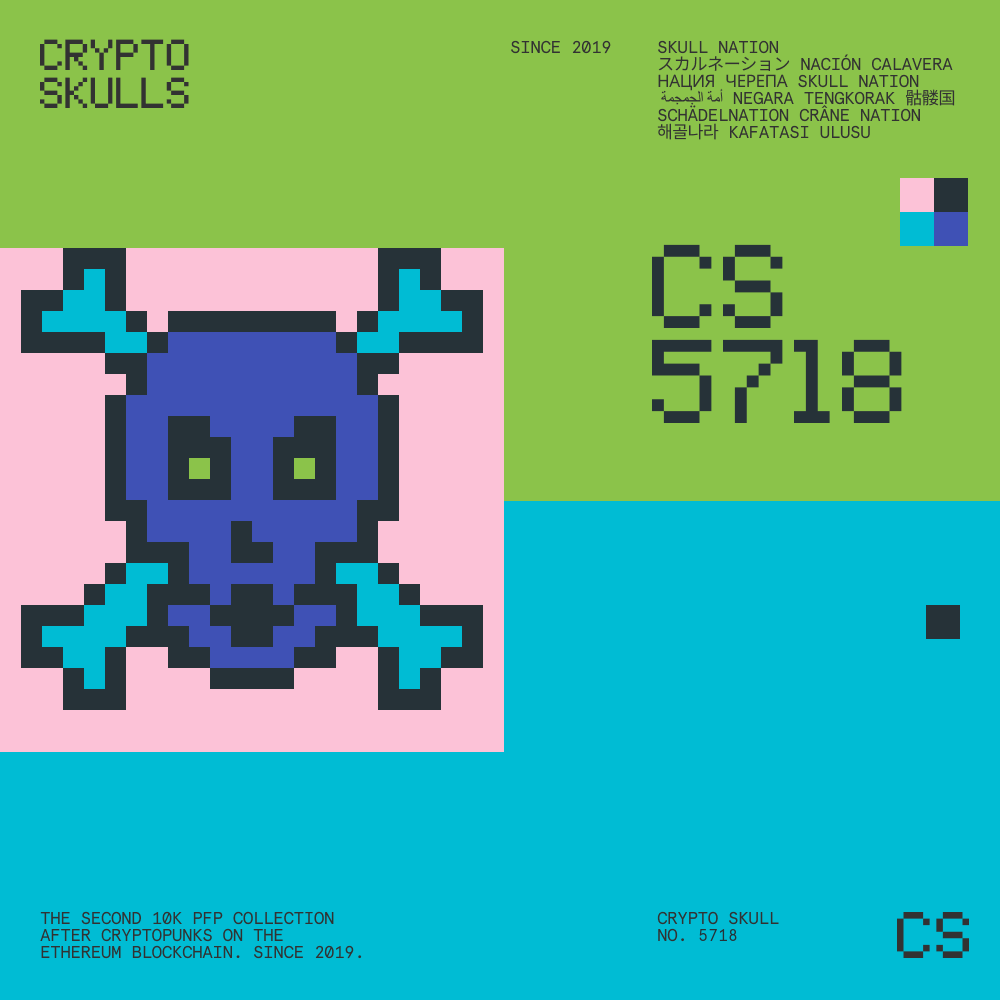 CRYPTO
SKULLS
SINCE 2019
SKULL NATION
スカルネーション NACIÓN CALAVERA
НАЦИЯ ЧЕРЕПА SKULL NATION
أمة الجمجمة NEGARA TENGKORAK 骷髅国
SCHÄDELNATION CRÂNE NATION
해골나라 KAFATASI ULUSU
CS
5718
THE SECOND 10K PFP COLLECTION
AFTER CRYPTOPUNKS ON THE
ETHEREUM BLOCKCHAIN. SINCE 2019.
CRYPTO SKULL
NO. 5718
CS